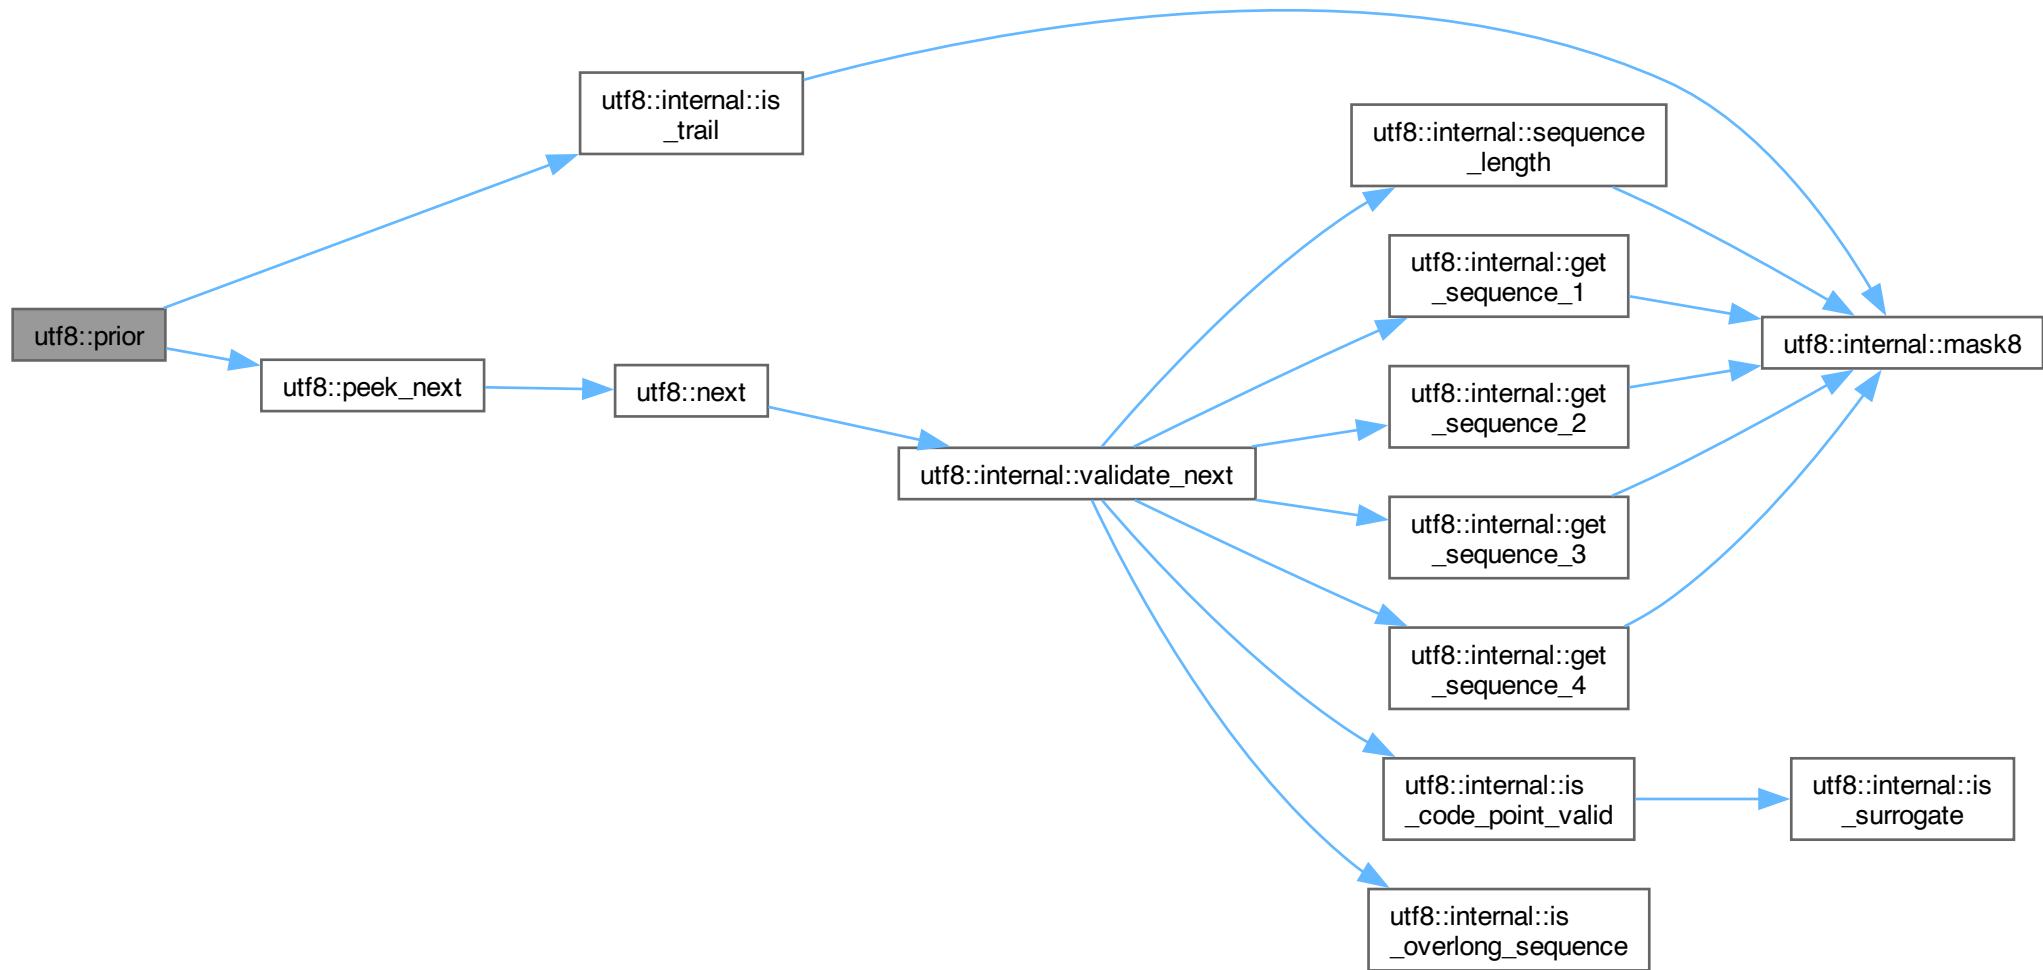 utf8::prior
utf8::internal::is
_trail
utf8::peek_next
utf8::next
utf8::internal::validate_next
utf8::internal::sequence
_length
utf8::internal::get
_sequence_1
utf8::internal::get
_sequence_2
utf8::internal::get
_sequence_3
utf8::internal::get
_sequence_4
utf8::internal::is
_code_point_valid
utf8::internal::is
_overlong_sequence
utf8::internal::mask8
utf8::internal::is
_surrogate